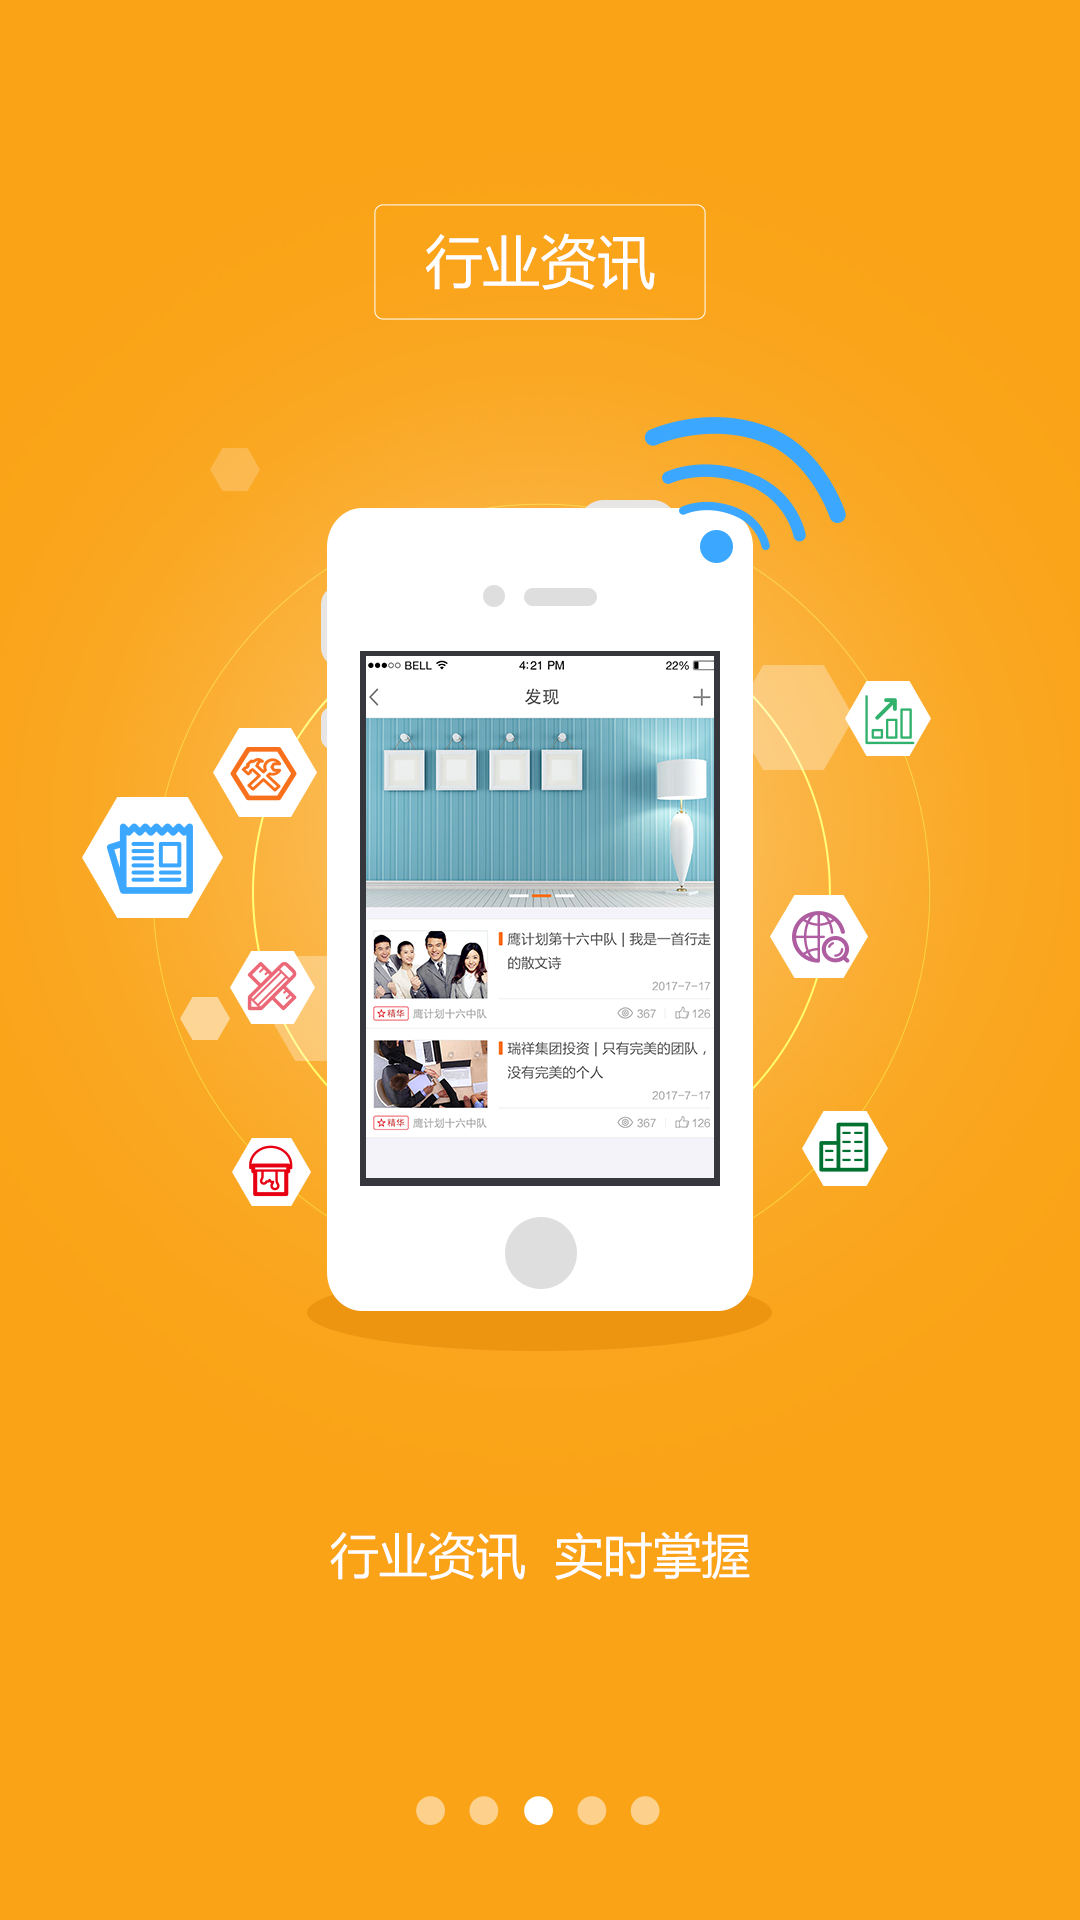 行业资讯
BELL 4:21 PM 22%
发现
鹰计划第十六中队 | 我是一首行走
的散文诗
2017-7-17
精华 鹰计划十六中队 367 126
瑞祥集团投资 | 只有完美的团队，
没有完美的个人
2017-7-17
精华 鹰计划十六中队 367 126
行业资讯 实时掌握